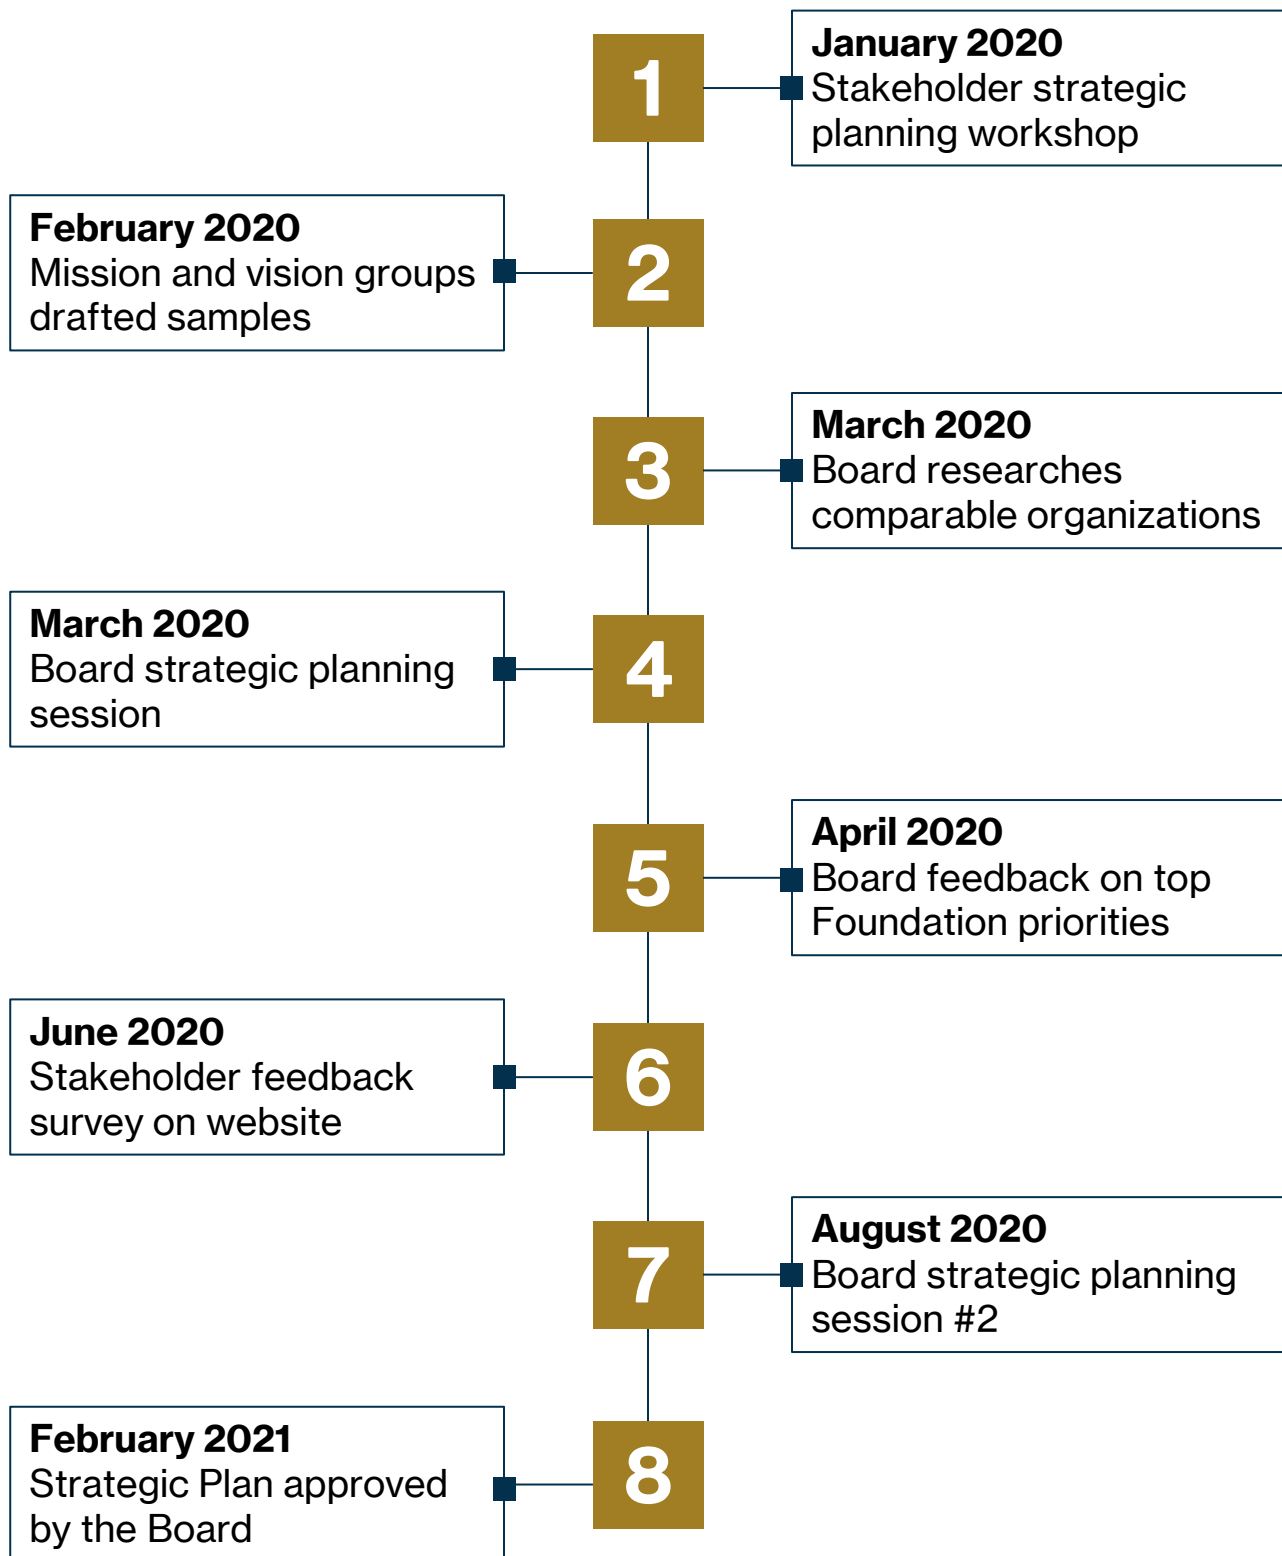 1
January 2020
Stakeholder strategic
planning workshop
February 2020
Mission and vision groups
drafted samples
2
3
March 2020
Board researches
comparable organizations
March 2020
Board strategic planning
session
4
5
April 2020
Board feedback on top
Foundation priorities
June 2020
Stakeholder feedback
survey on website
6
7
August 2020
Board strategic planning
session #2
February 2021
Strategic Plan approved
by the Board
8